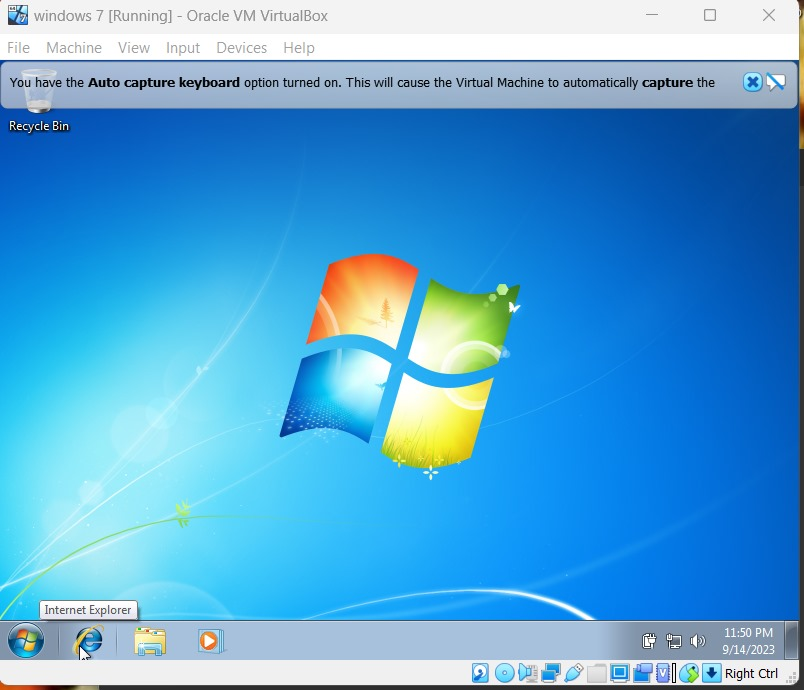 windows 7 [Running] - Oracle VM VirtualBox
File Machine View Input Devices Help
You have the Auto capture keyboard option turned on. This will cause the Virtual Machine to automatically capture the
Recycle Bin
Internet Explorer
11:50 PM
9/14/2023
Right Ctrl